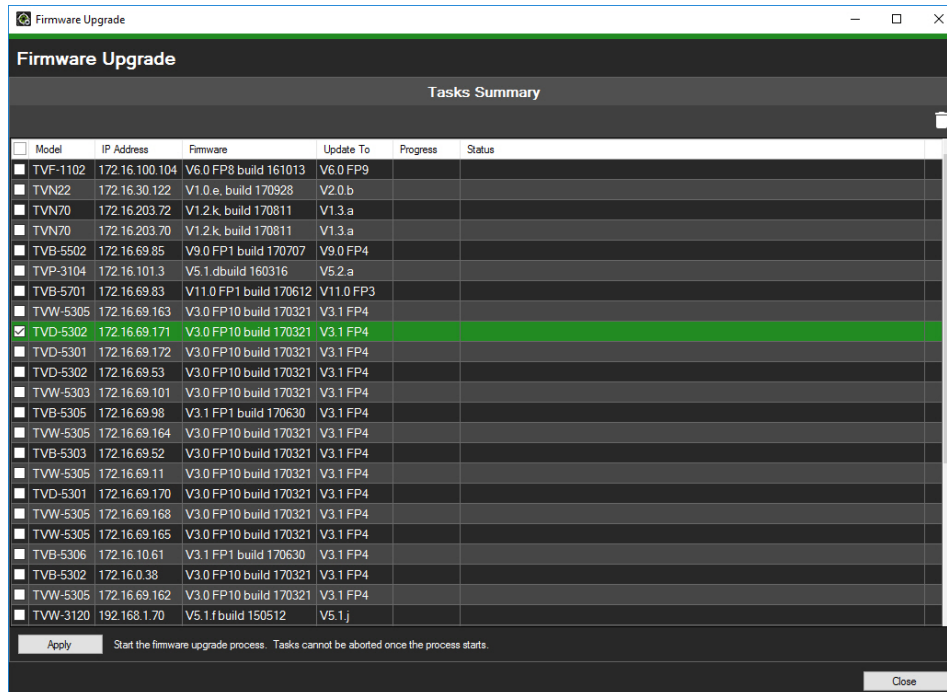 Firmware Upgrade
Firmware Upgrade
Tasks Summary
Model IP Address Firmware Update To Progress Status
TVF-1102 172.16.100.104 V6.0 FP8 build 161013 V6.0 FP9
TVN22 172.16.30.122 V1.0.e, build 170928 V2.0.b
TVN70 172.16.203.72 V1.2.k, build 170811 V1.3.a
TVN70 172.16.203.70 V1.2.k, build 170811 V1.3.a
TVB-5502 172.16.69.85 V9.0 FP1 build 170707 V9.0 FP4
TVP-3104 172.16.101.3 V5.1.dbuild 160316 V5.2.a
TVB-5701 172.16.69.83 V11.0 FP1 build 170612 V11.0 FP3
TVW-5305 172.16.69.163 V3.0 FP10 build 170321 V3.1 FP4
TVD-5302 172.16.69.171 V3.0 FP10 build 170321 V3.1 FP4
TVD-5301 172.16.69.172 V3.0 FP10 build 170321 V3.1 FP4
TVD-5302 172.16.69.53 V3.0 FP10 build 170321 V3.1 FP4
TVW-5303 172.16.69.101 V3.0 FP10 build 170321 V3.1 FP4
TVB-5305 172.16.69.98 V3.1 FP1 build 170630 V3.1 FP4
TVW-5305 172.16.69.164 V3.0 FP10 build 170321 V3.1 FP4
TVB-5303 172.16.69.52 V3.0 FP10 build 170321 V3.1 FP4
TVW-5305 172.16.69.11 V3.0 FP10 build 170321 V3.1 FP4
TVD-5301 172.16.69.170 V3.0 FP10 build 170321 V3.1 FP4
TVW-5305 172.16.69.168 V3.0 FP10 build 170321 V3.1 FP4
TVW-5305 172.16.69.165 V3.0 FP10 build 170321 V3.1 FP4
TVB-5306 172.16.10.61 V3.1 FP1 build 170630 V3.1 FP4
TVB-5302 172.16.0.38 V3.0 FP10 build 170321 V3.1 FP4
TVW-5305 172.16.69.162 V3.0 FP10 build 170321 V3.1 FP4
TVW-3120 192.168.1.70 V5.1.f build 150512 V5.1.j
Apply Start the firmware upgrade process. Tasks cannot be aborted once the process starts.
Close